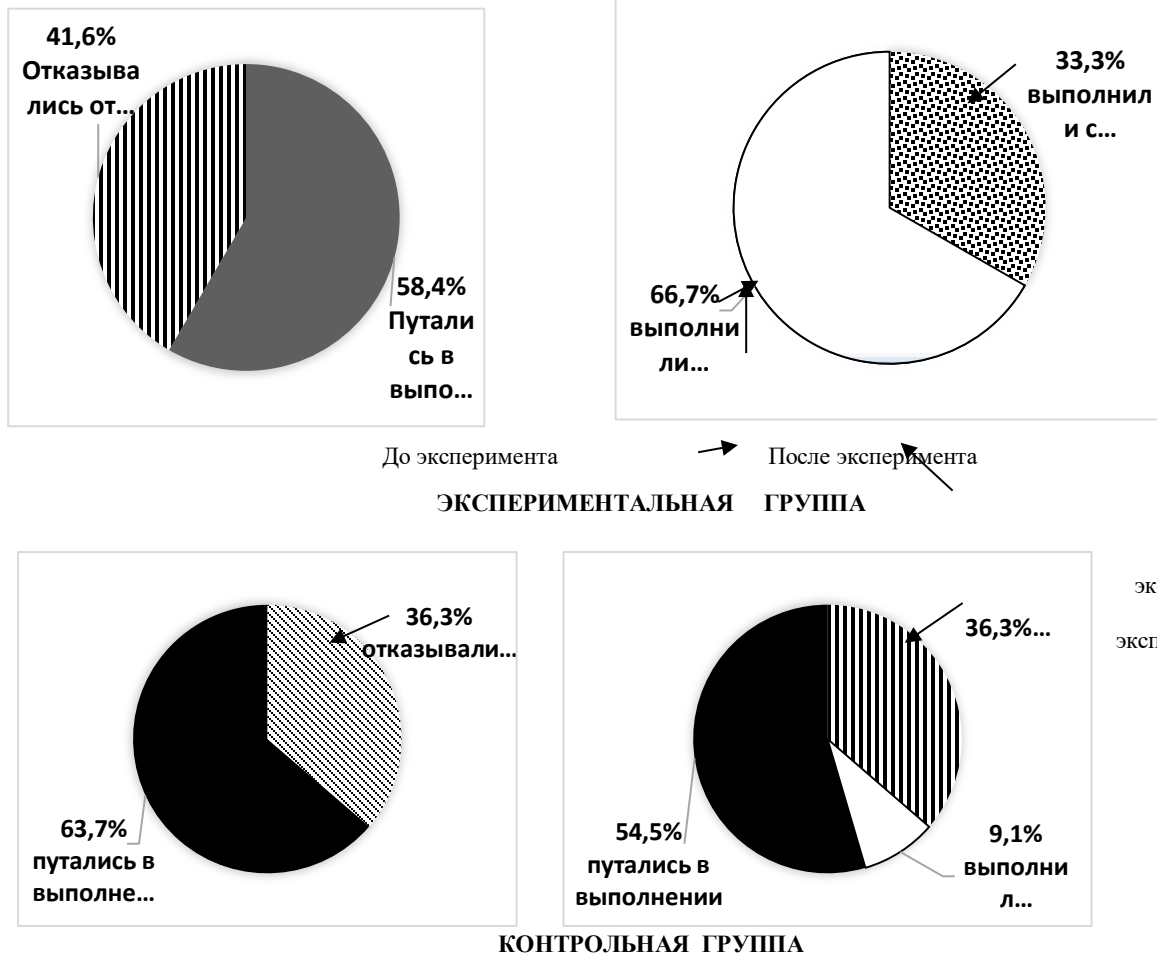 41,6%
Отказыва
лись от...
58,4%
Путали
сь в
выпо...
33,3%
выполнил
и с...
66,7%
выполни
ли...
До эксперимента После эксперимента
ЭКСПЕРИМЕНТАЛЬНАЯ ГРУППА
36,3%
отказывали...
63,7%
путались в
выполне...
36,3%...
54,5%
путались в
выполнении
9,1%
выполни
л...
эк
эксп
КОНТРОЛЬНАЯ ГРУППА